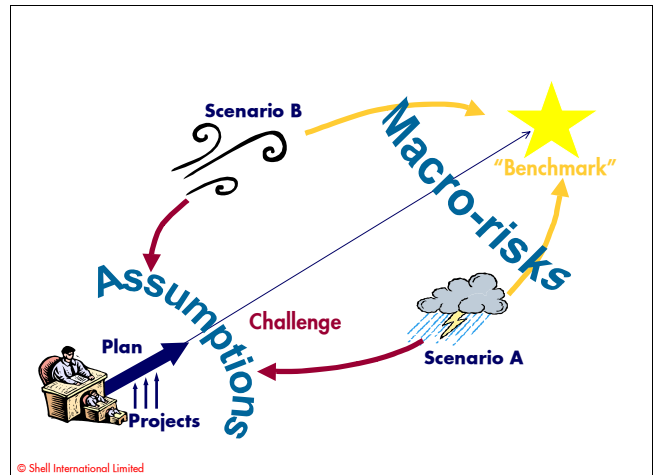 Scenario B
Macro-risks
"Benchmark"
Assumptions
Challenge
Plan
Scenario A
Projects
© Shell International Limited